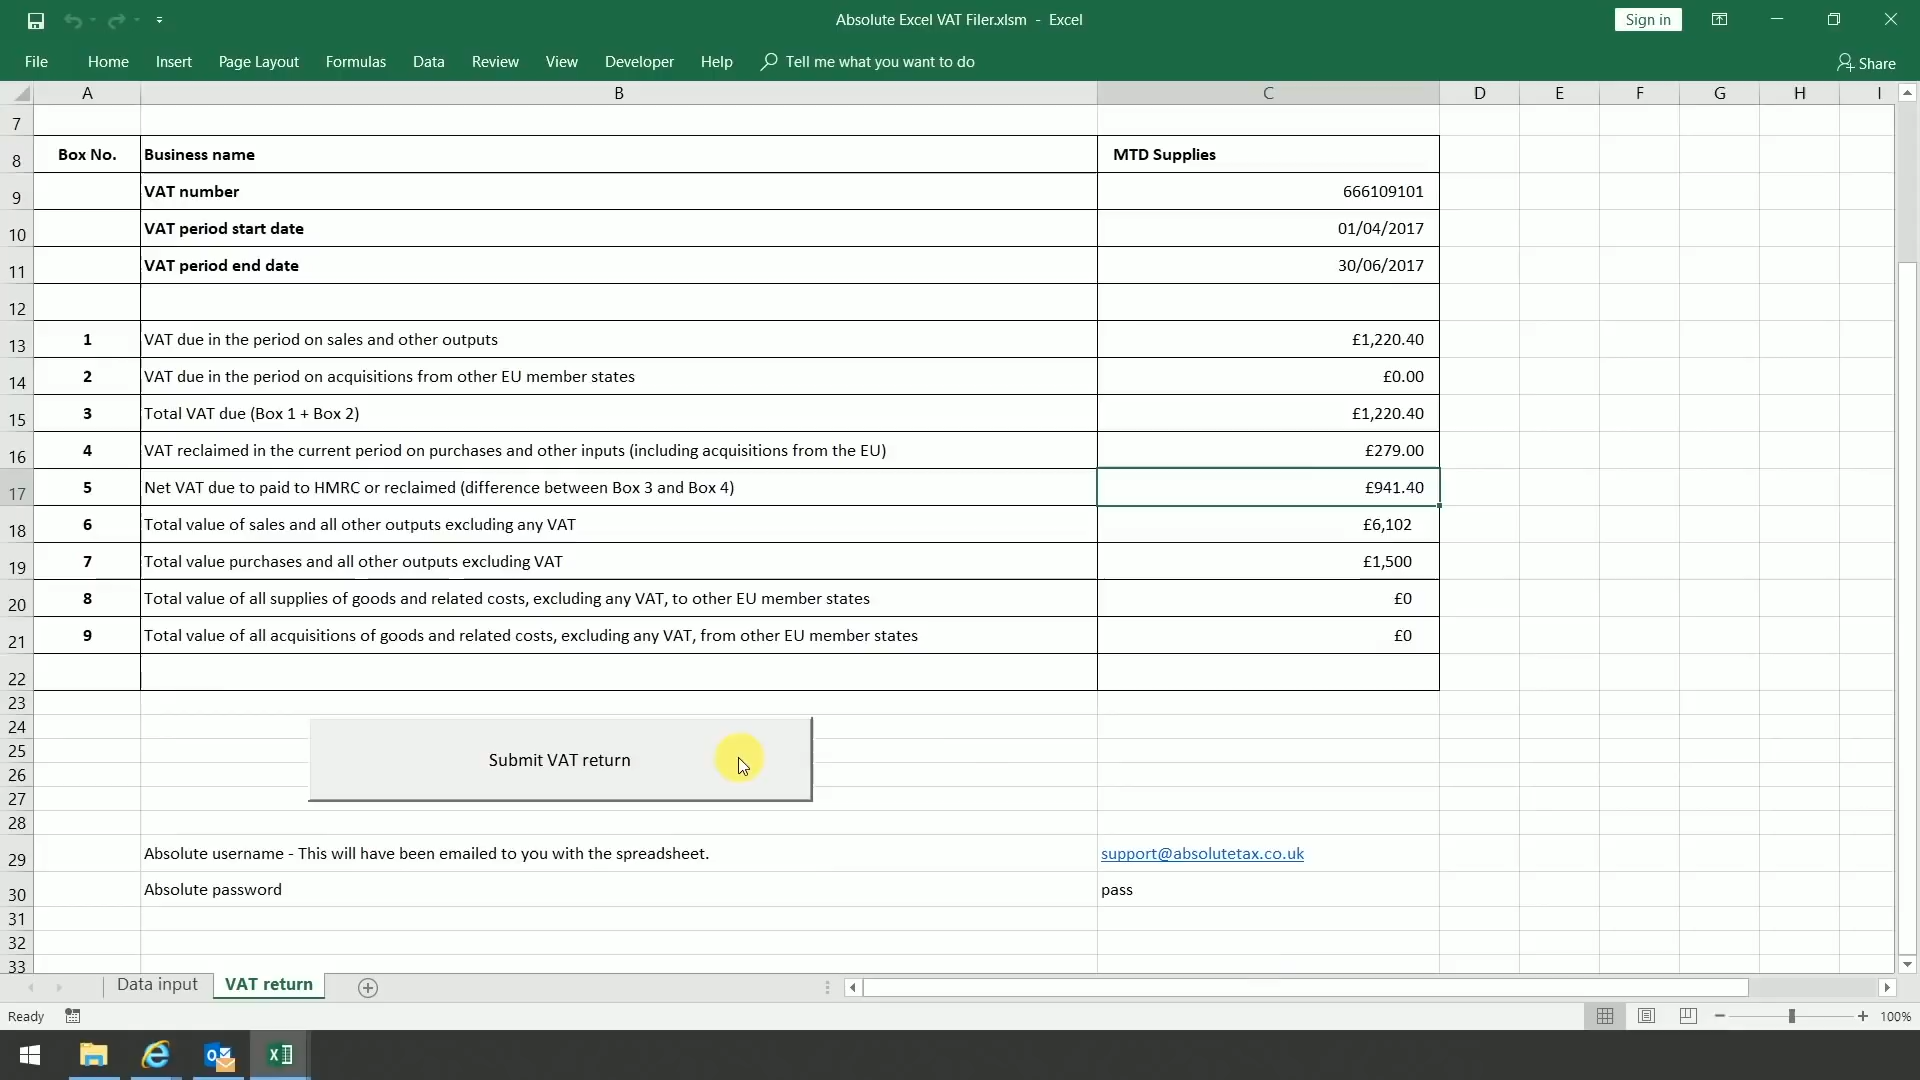 Absolute Excel VAT Filer.xlsm - Excel
Sign in
File Home Insert Page Layout Formulas Data Review View Developer Help Tell me what you want to do Share
A B C D E F G H I
7
8 Box No. Business name MTD Supplies
9 VAT number 666109101
10 VAT period start date 01/04/2017
11 VAT period end date 30/06/2017
12
13 1 VAT due in the period on sales and other outputs £1,220.40
14 2 VAT due in the period on acquisitions from other EU member states £0.00
15 3 Total VAT due (Box 1 + Box 2) £1,220.40
16 4 VAT reclaimed in the current period on purchases and other inputs (including acquisitions from the EU) £279.00
17 5 Net VAT due to paid to HMRC or reclaimed (difference between Box 3 and Box 4) £941.40
18 6 Total value of sales and all other outputs excluding any VAT £6,102
19 7 Total value purchases and all other outputs excluding VAT £1,500
20 8 Total value of all supplies of goods and related costs, excluding any VAT, to other EU member states £0
21 9 Total value of all acquisitions of goods and related costs, excluding any VAT, from other EU member states £0
22
23
24
25
Submit VAT return
26
27
28
29 Absolute username - This will have been emailed to you with the spreadsheet. support@absolutetax.co.uk
30 Absolute password pass
31
32
33
Data input VAT return
Ready 100%